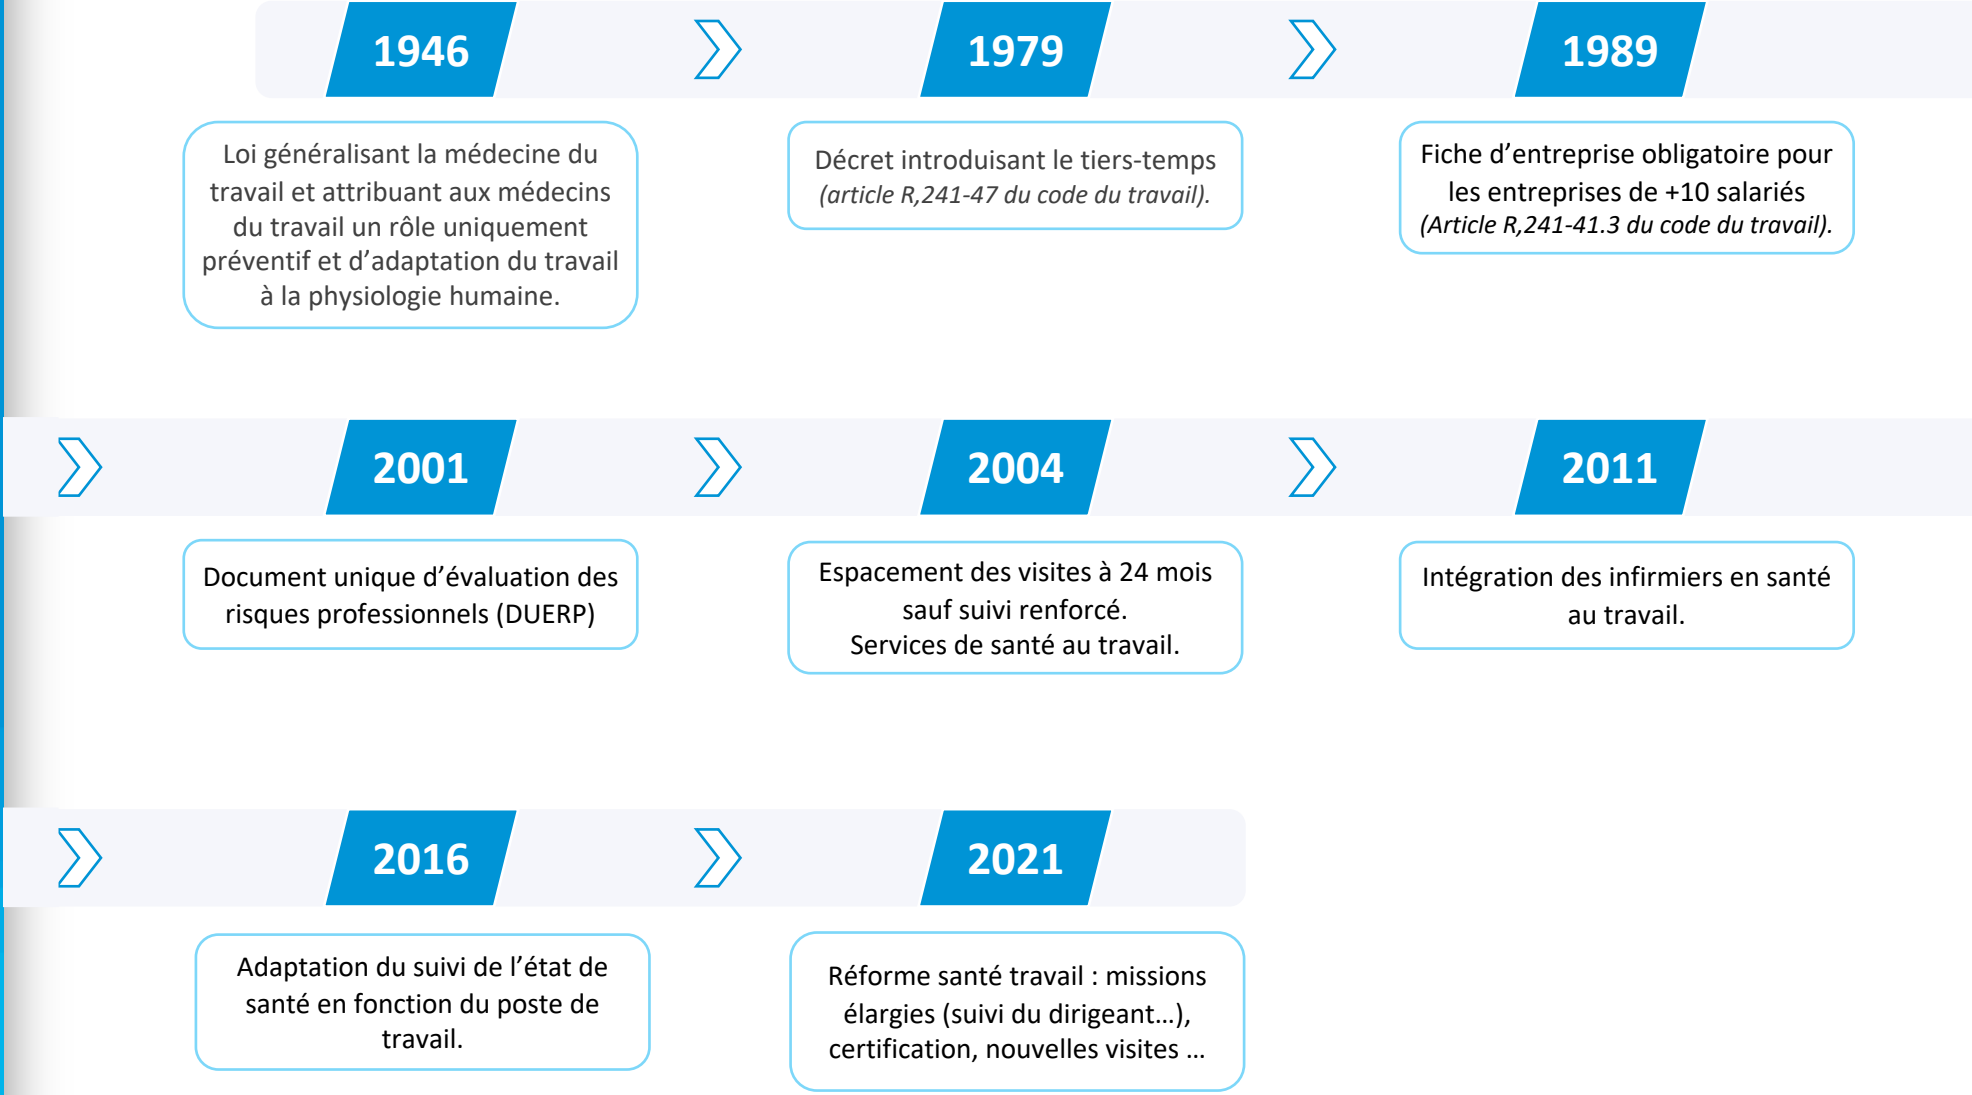 1946
1979
1989
Loi généralisant la médecine du
travail et attribuant aux médecins
du travail un rôle uniquement
préventif et d’adaptation du travail
à la physiologie humaine.
Décret introduisant le tiers-temps
(article R,241-47 du code du travail).
Fiche d’entreprise obligatoire pour
les entreprises de +10 salariés
(Article R,241-41.3 du code du travail).
2001
2004
2011
Document unique d’évaluation des
risques professionnels (DUERP)
Espacement des visites à 24 mois
sauf suivi renforcé.
Services de santé au travail.
Intégration des infirmiers en santé
au travail.
2016
2021
Adaptation du suivi de l’état de
santé en fonction du poste de
travail.
Réforme santé travail : missions
élargies (suivi du dirigeant…),
certification, nouvelles visites …